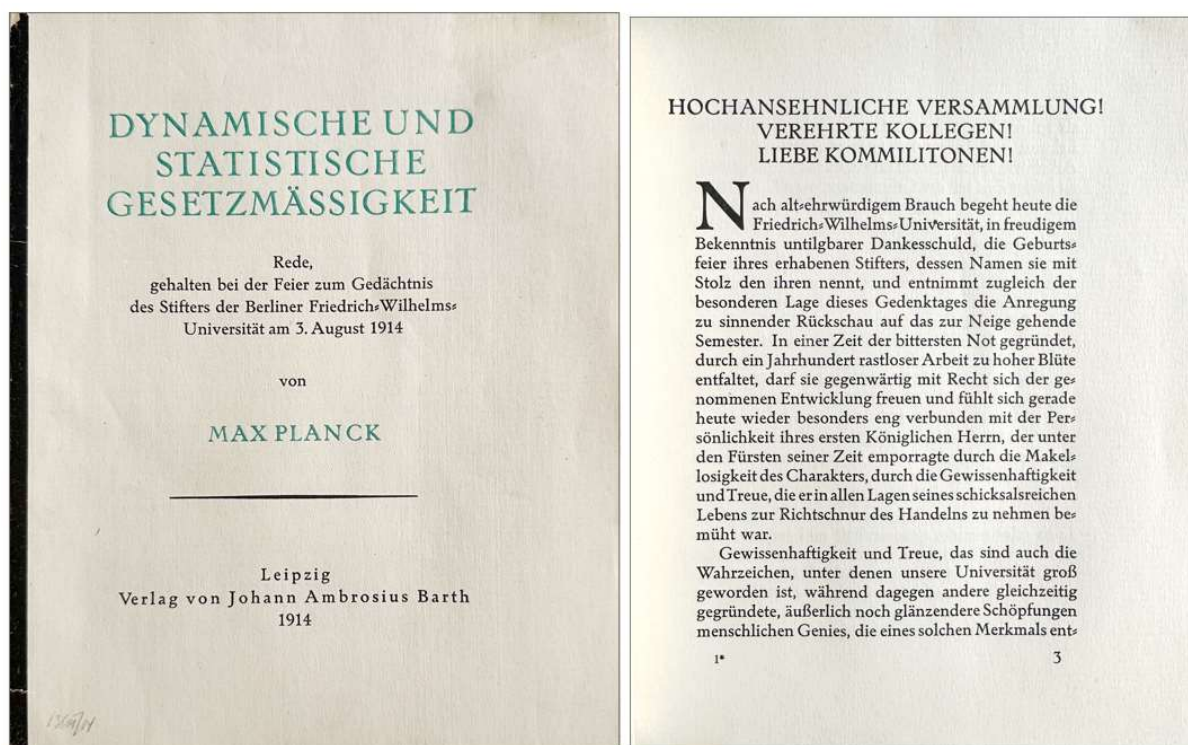 DYNAMISCHE UND
STATISTISCHE
GESETZMÄSSIGKEIT
Rede,
gehalten bei der Feier zum Gedächtnis
des Stifters der Berliner Friedrich⸗Wilhelms⸗
Universität am 3. August 1914
von
MAX PLANCK
Leipzig
Verlag von Johann Ambrosius Barth
1914
HOCHANSEHNLICHE VERSAMMLUNG!
VEREHRTE KOLLEGEN!
LIEBE KOMMILITONEN!
Nach alt⸗ehrwürdigem Brauch begeht heute die
Friedrich⸗Wilhelms⸗Universität, in freudigem
Bekenntnis untilgbarer Dankesschuld, die Geburts⸗
feier ihres erhabenen Stifters, dessen Namen sie mit
Stolz den ihren nennt, und entnimmt zugleich der
besonderen Lage dieses Gedenktages die Anregung
zu sinnender Rückschau auf das zur Neige gehende
Semester. In einer Zeit der bittersten Not gegründet,
durch ein Jahrhundert rastloser Arbeit zu hoher Blüte
entfaltet, darf sie gegenwärtig mit Recht sich der ge⸗
nommenen Entwicklung freuen und fühlt sich gerade
heute wieder besonders eng verbunden mit der Per⸗
sönlichkeit ihres ersten Königlichen Herrn, der unter
den Fürsten seiner Zeit emporragte durch die Makel⸗
losigkeit des Charakters, durch die Gewissenhaftigkeit
und Treue, die er in allen Lagen seines schicksalsreichen
Lebens zur Richtschnur des Handelns zu nehmen be⸗
müht war.
Gewissenhaftigkeit und Treue, das sind auch die
Wahrzeichen, unter denen unsere Universität groß
geworden ist, während dagegen andere gleichzeitig
gegründete, äußerlich noch glänzendere Schöpfungen
menschlichen Genies, die eines solchen Merkmals ent⸗
1* 3